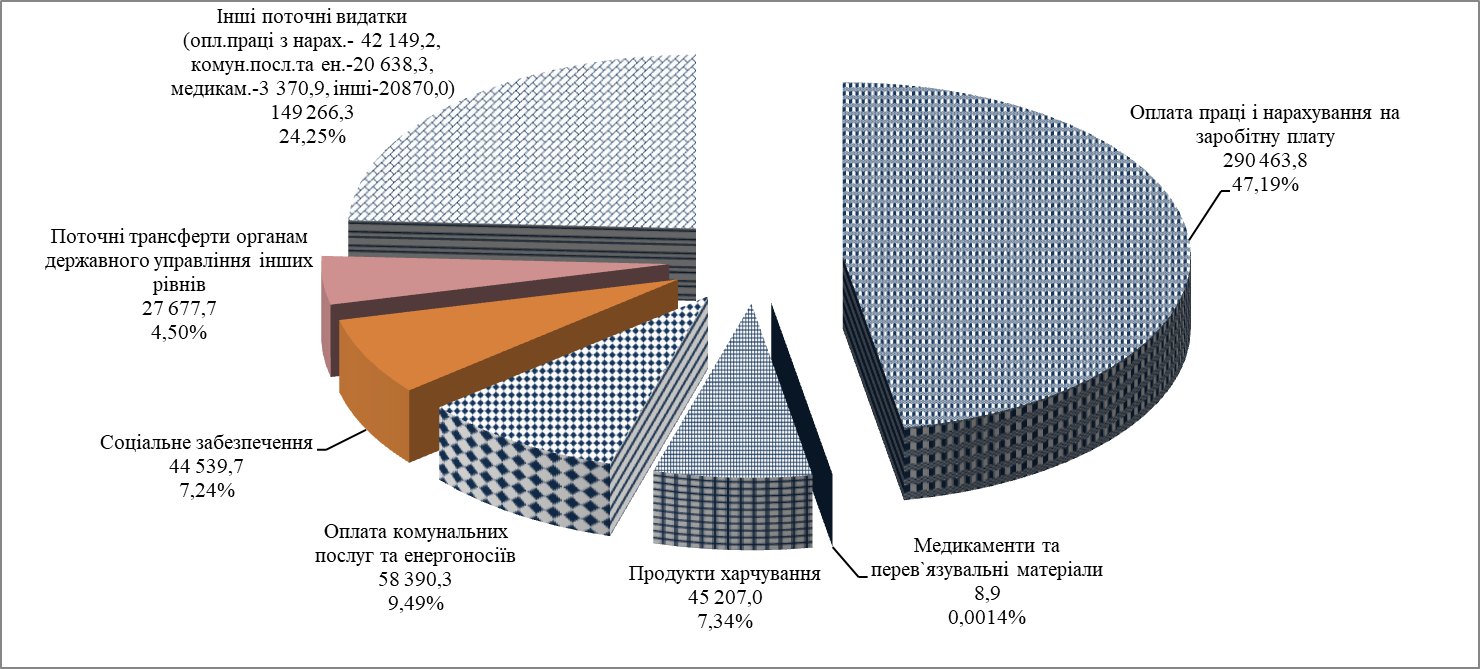 Інші поточні видатки
(опл.праці з нарах.- 42 149,2,
комун.посл.та ен.-20 638,3,
медикам.-3 370,9, інші-20870,0)
149 266,3
24,25%
Оплата праці і нарахування на
заробітну плату
290 463,8
47,19%
Поточні трансферти органам
державного управління інших
рівнів
27 677,7
4,50%
Соціальне забезпечення
44 539,7
7,24%
Оплата комунальних
послуг та енергоносіїв
58 390,3
9,49%
Продукти харчування
45 207,0
7,34%
Медикаменти та
перев`язувальні матеріали
8,9
0,0014%